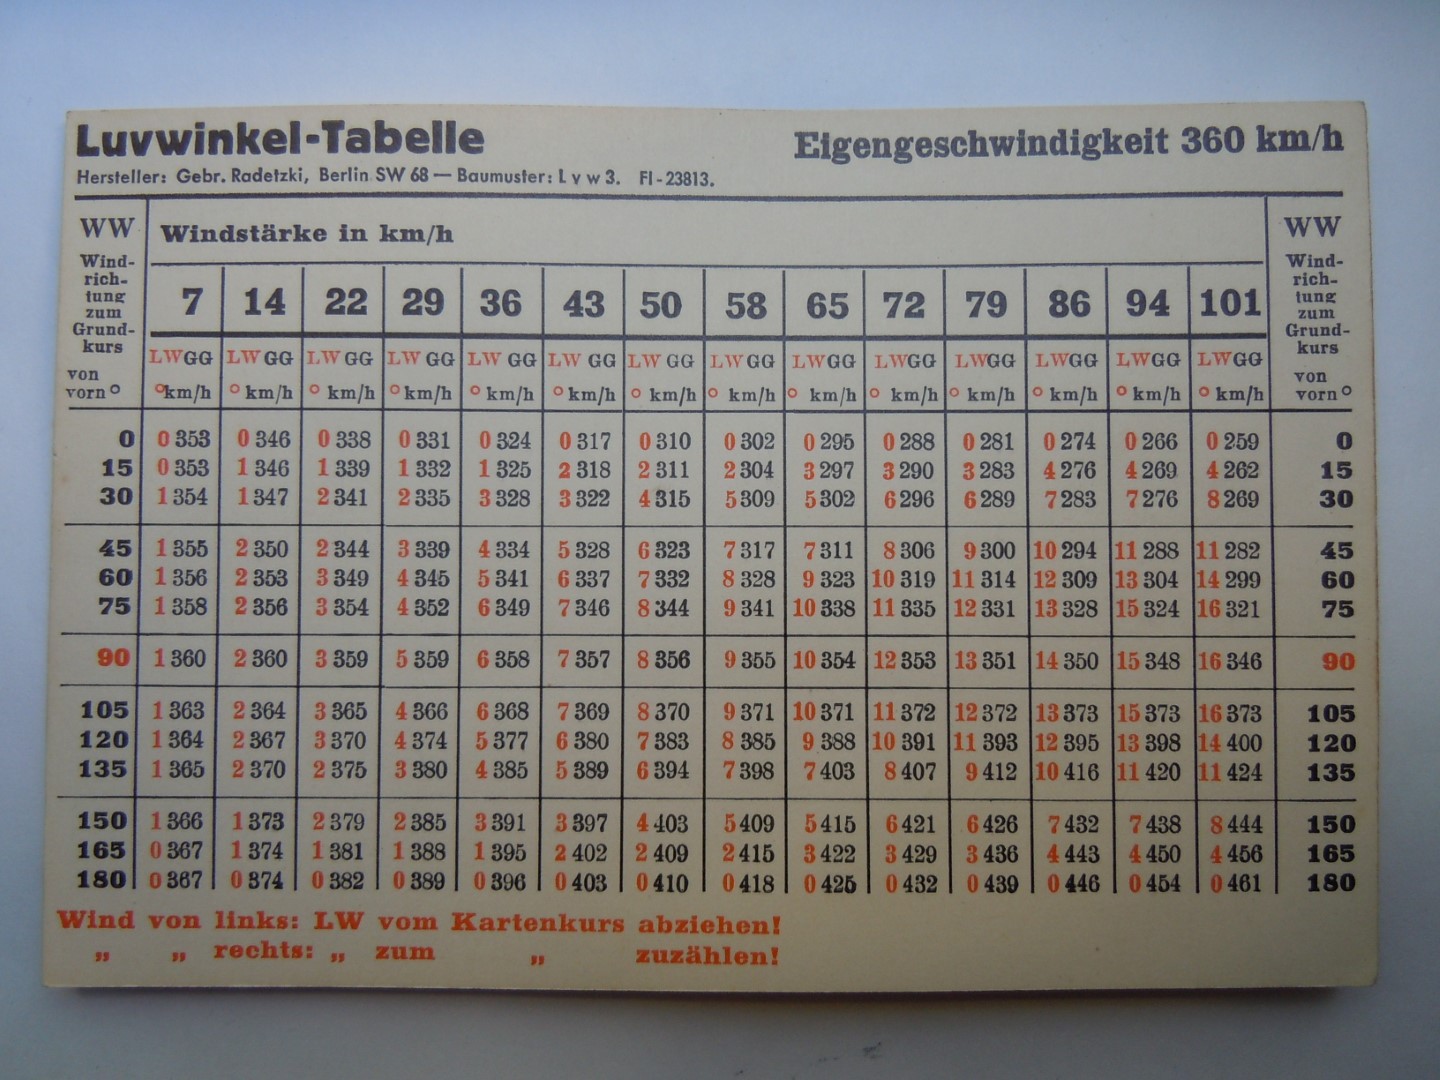 Luvwinkel-Tabelle Eigengeschwindigkeit 360 km/h
Hersteller: Gebr. Radetzki, Berlin SW 68 — Baumuster: L v w 3. Fl-23813.
WW Windstärke in km/h WW
Wind- Wind-
rich- rich-
tung tung
zum zum
Grund- Grund-
kurs kurs
von von
vorn ° vorn °
7 14 22 29 36 43 50 58 65 72 79 86 94 101
LW GG LW GG LW GG LW GG LW GG LW GG LW GG LW GG LW GG LW GG LW GG LW GG LW GG LW GG
° km/h ° km/h ° km/h ° km/h ° km/h ° km/h ° km/h ° km/h ° km/h ° km/h ° km/h ° km/h ° km/h ° km/h
0 0 353 0 346 0 338 0 331 0 324 0 317 0 310 0 302 0 295 0 288 0 281 0 274 0 266 0 259 0
15 0 353 1 346 1 339 1 332 1 325 2 318 2 311 2 304 3 297 3 290 3 283 4 276 4 269 4 262 15
30 1 354 1 347 2 341 2 335 3 328 3 322 4 315 5 309 5 302 6 296 6 289 7 283 7 276 8 269 30
45 1 355 2 350 2 344 3 339 4 334 5 328 6 323 7 317 7 311 8 306 9 300 10 294 11 288 11 282 45
60 1 356 2 353 3 349 4 345 5 341 6 337 7 332 8 328 9 323 10 319 11 314 12 309 13 304 14 299 60
75 1 358 2 356 3 354 4 352 6 349 7 346 8 344 9 341 10 338 11 335 12 331 13 328 15 324 16 321 75
90 1 360 2 360 3 359 5 359 6 358 7 357 8 356 9 355 10 354 12 353 13 351 14 350 15 348 16 346 90
105 1 363 2 364 3 365 4 366 6 368 7 369 8 370 9 371 10 371 11 372 12 372 13 373 15 373 16 373 105
120 1 364 2 367 3 370 4 374 5 377 6 380 7 383 8 385 9 388 10 391 11 393 12 395 13 398 14 400 120
135 1 365 2 370 2 375 3 380 4 385 5 389 6 394 7 398 7 403 8 407 9 412 10 416 11 420 11 424 135
150 1 366 1 373 2 379 2 385 3 391 3 397 4 403 5 409 5 415 6 421 6 426 7 432 7 438 8 444 150
165 0 367 1 374 1 381 1 388 1 395 2 402 2 409 2 415 3 422 3 429 3 436 4 443 4 450 4 456 165
180 0 367 0 374 0 382 0 389 0 396 0 403 0 410 0 418 0 425 0 432 0 439 0 446 0 454 0 461 180
Wind von links: LW vom Kartenkurs abziehen!
„ „ rechts: „ zum „ zuzählen!